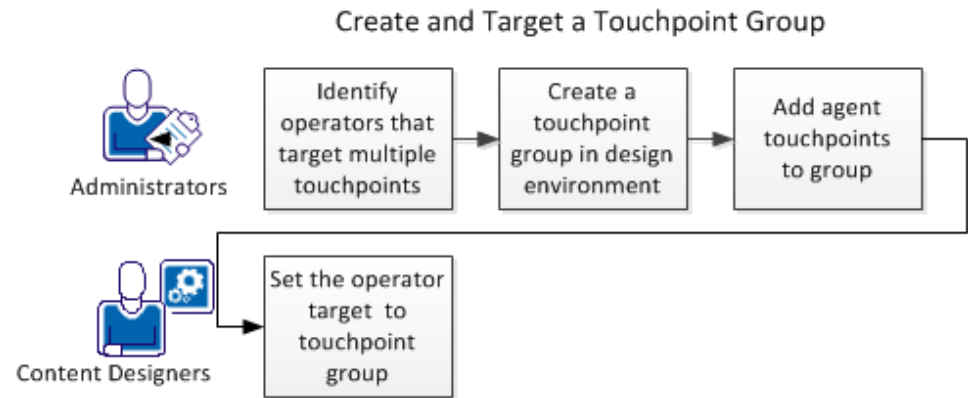 Create and Target a Touchpoint Group
Administrators
Identify
operators that
target multiple
touchpoints
Create a
touchpoint
group in design
environment
Add agent
touchpoints
to group
Content Designers
Set the operator
target to
touchpoint
group